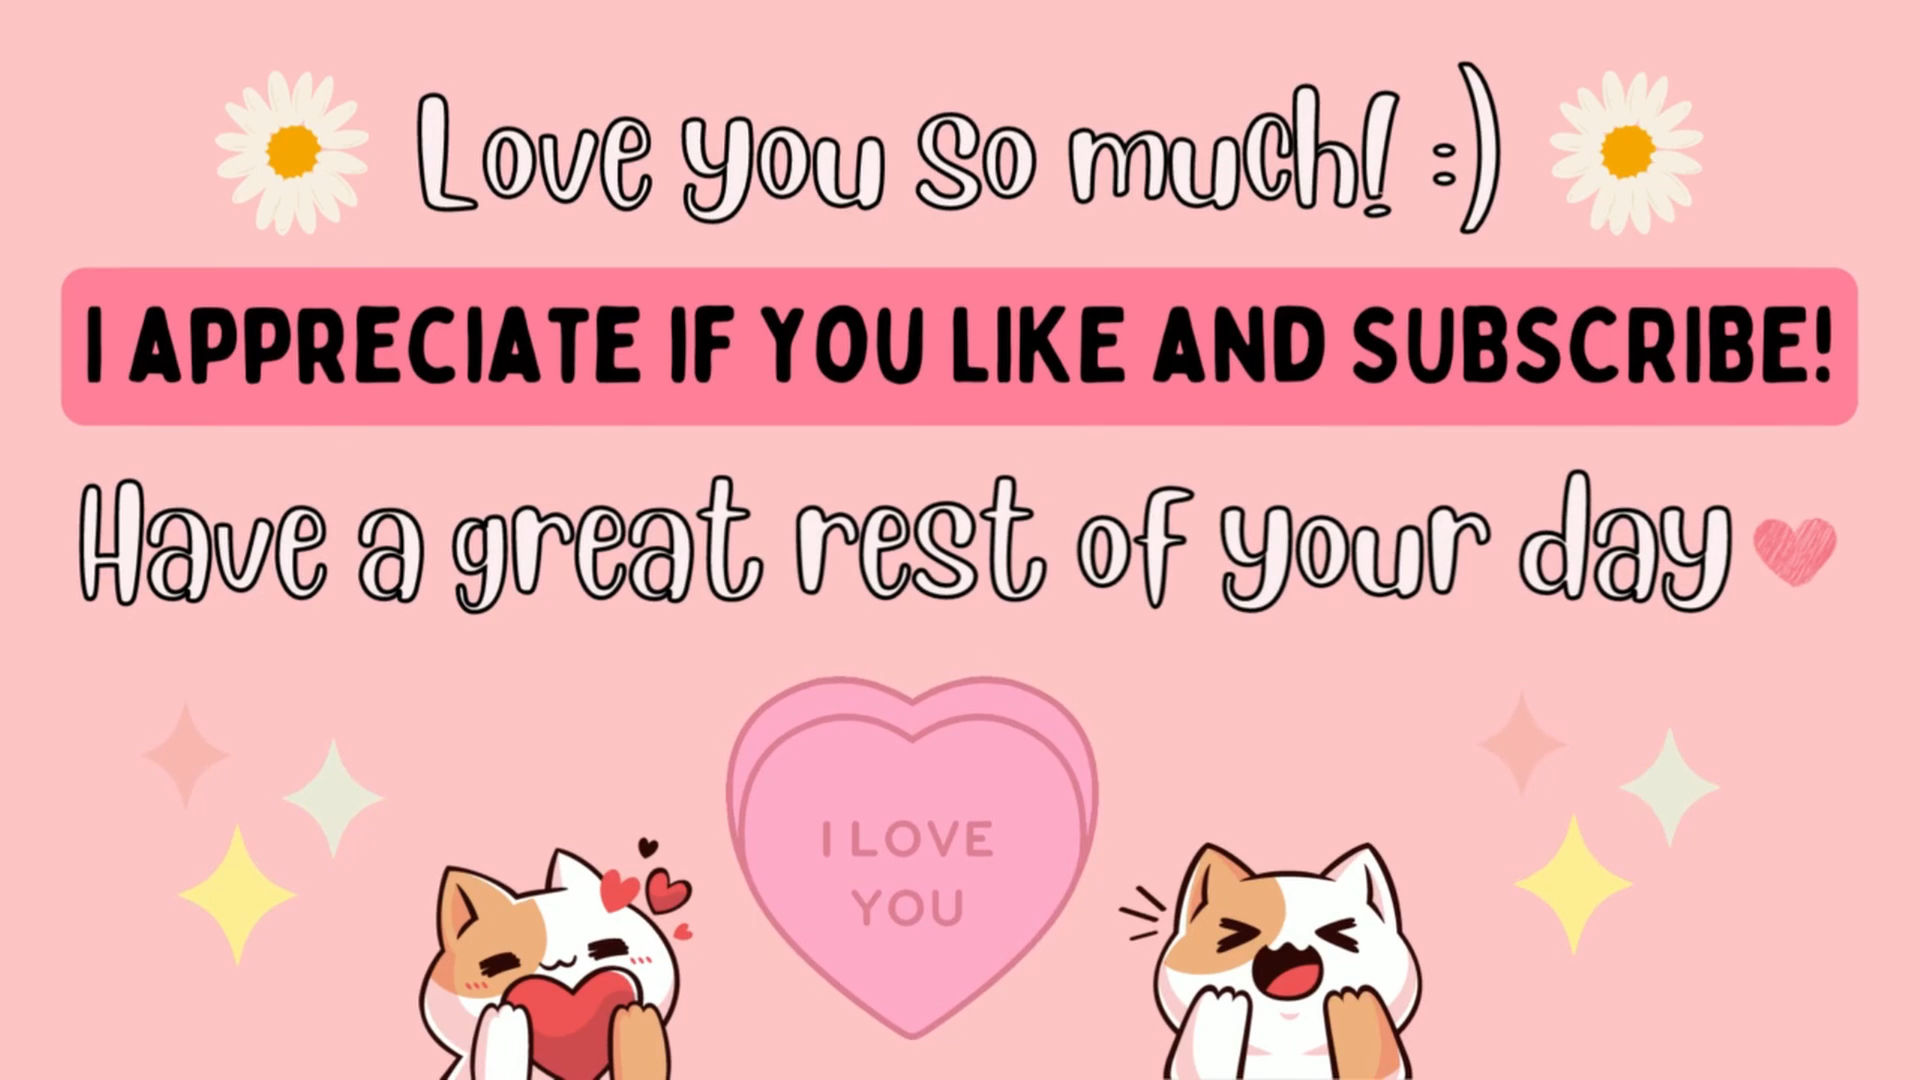 Love you so much! :)
I APPRECIATE IF YOU LIKE AND SUBSCRIBE!
Have a great rest of your day
I LOVE
YOU